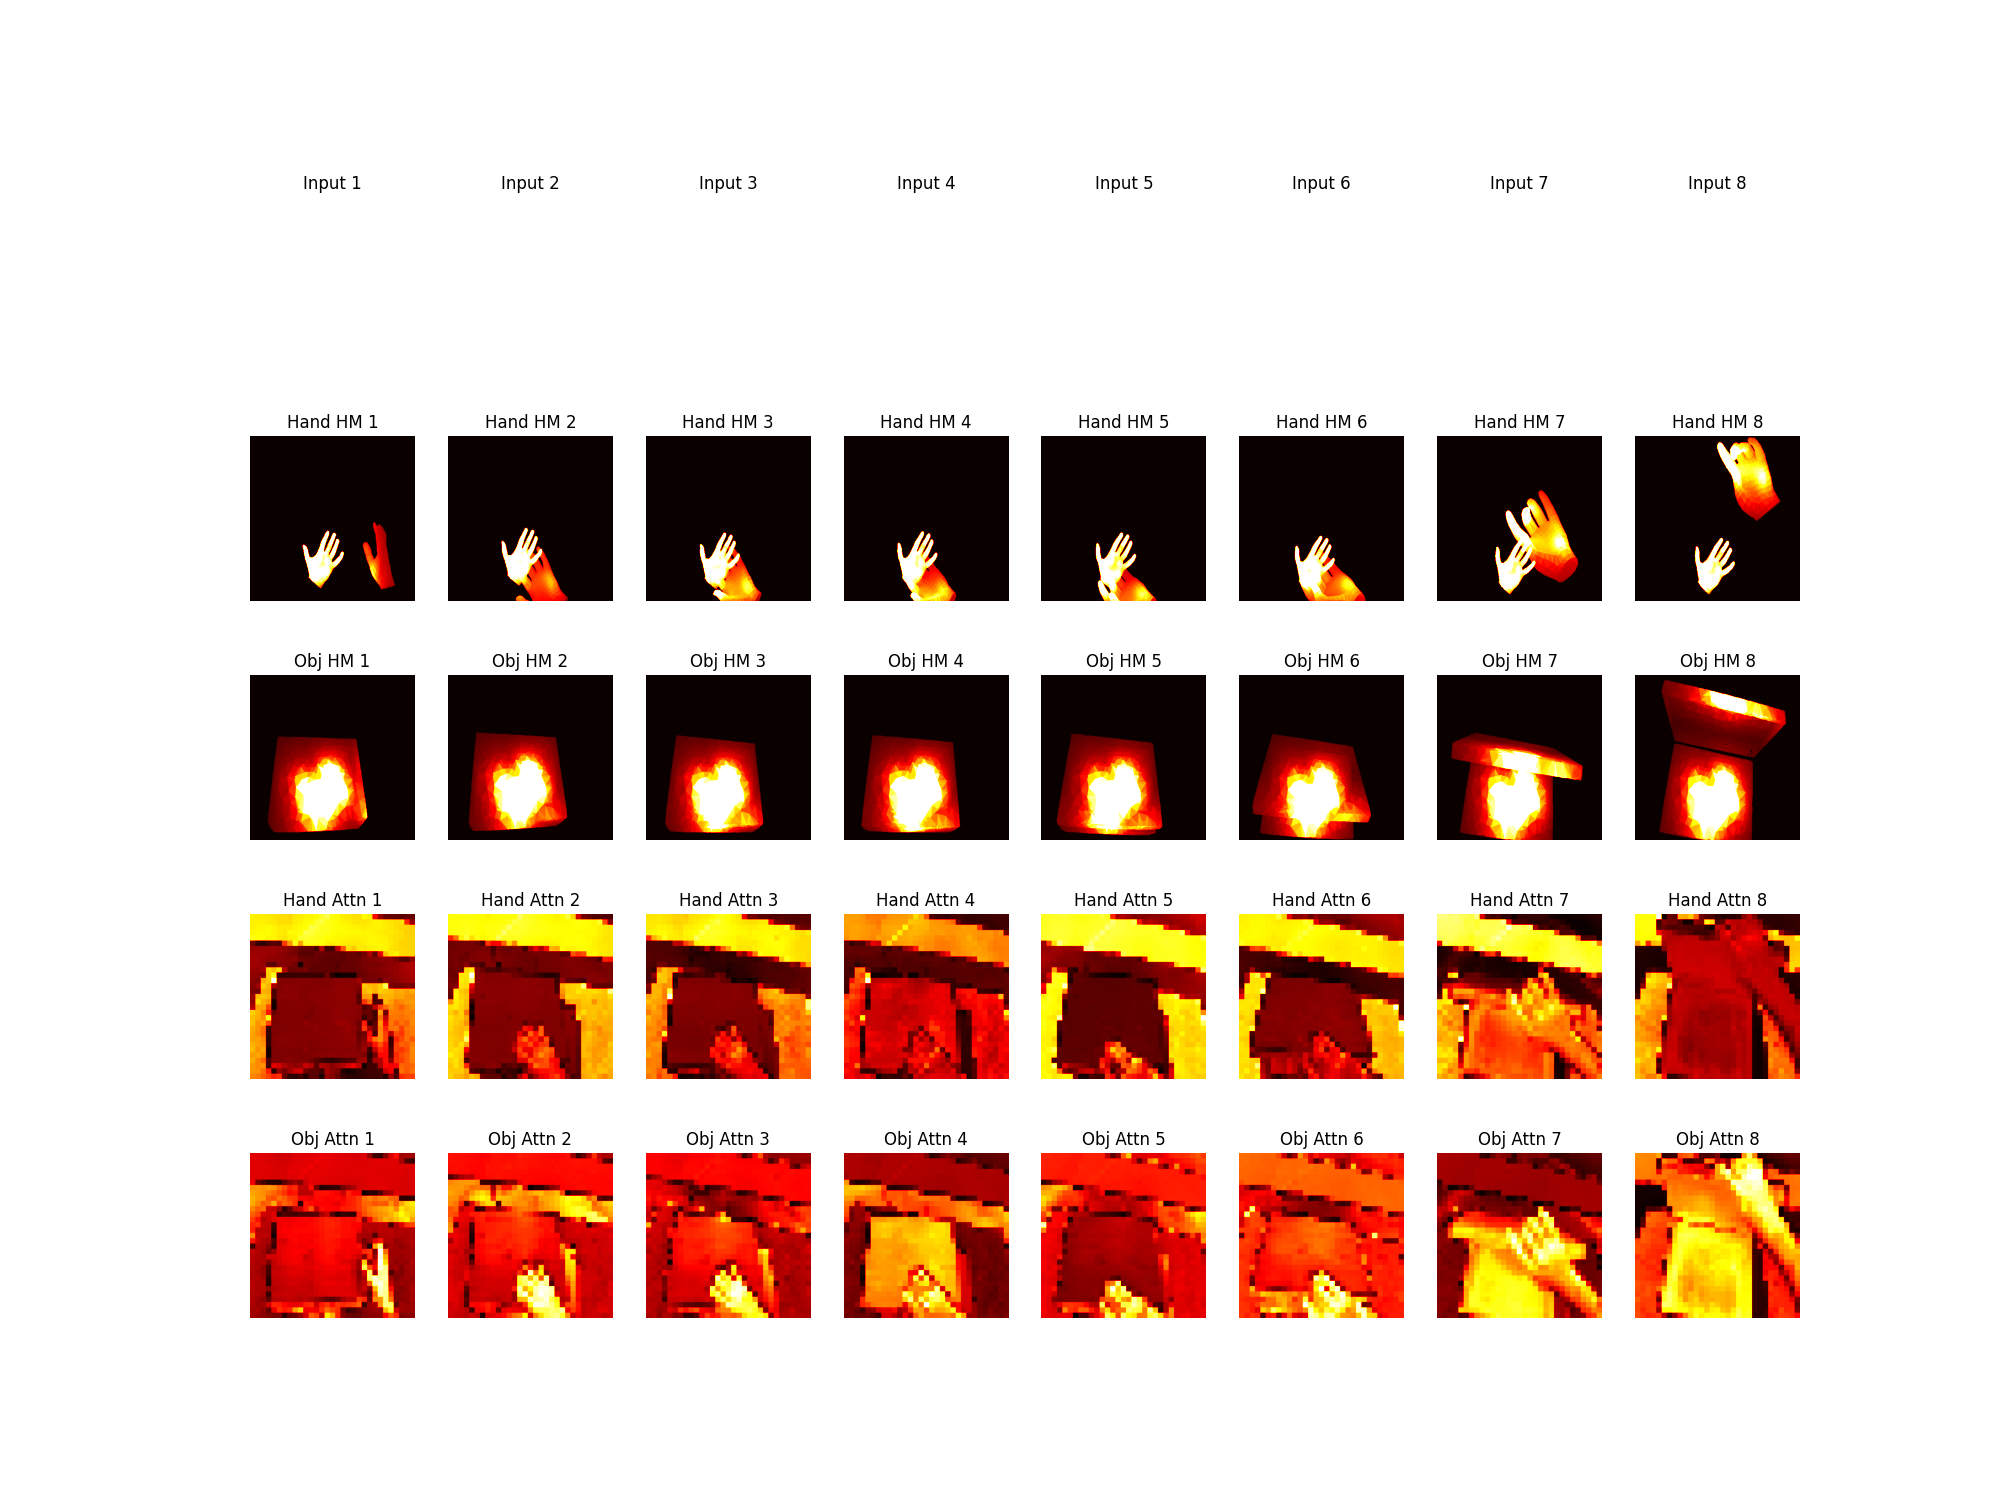 Input 1 Input 2 Input 3 Input 4 Input 5 Input 6 Input 7 Input 8
Hand HM 1 Hand HM 2 Hand HM 3 Hand HM 4 Hand HM 5 Hand HM 6 Hand HM 7 Hand HM 8
Obj HM 1 Obj HM 2 Obj HM 3 Obj HM 4 Obj HM 5 Obj HM 6 Obj HM 7 Obj HM 8
Hand Attn 1 Hand Attn 2 Hand Attn 3 Hand Attn 4 Hand Attn 5 Hand Attn 6 Hand Attn 7 Hand Attn 8
Obj Attn 1 Obj Attn 2 Obj Attn 3 Obj Attn 4 Obj Attn 5 Obj Attn 6 Obj Attn 7 Obj Attn 8